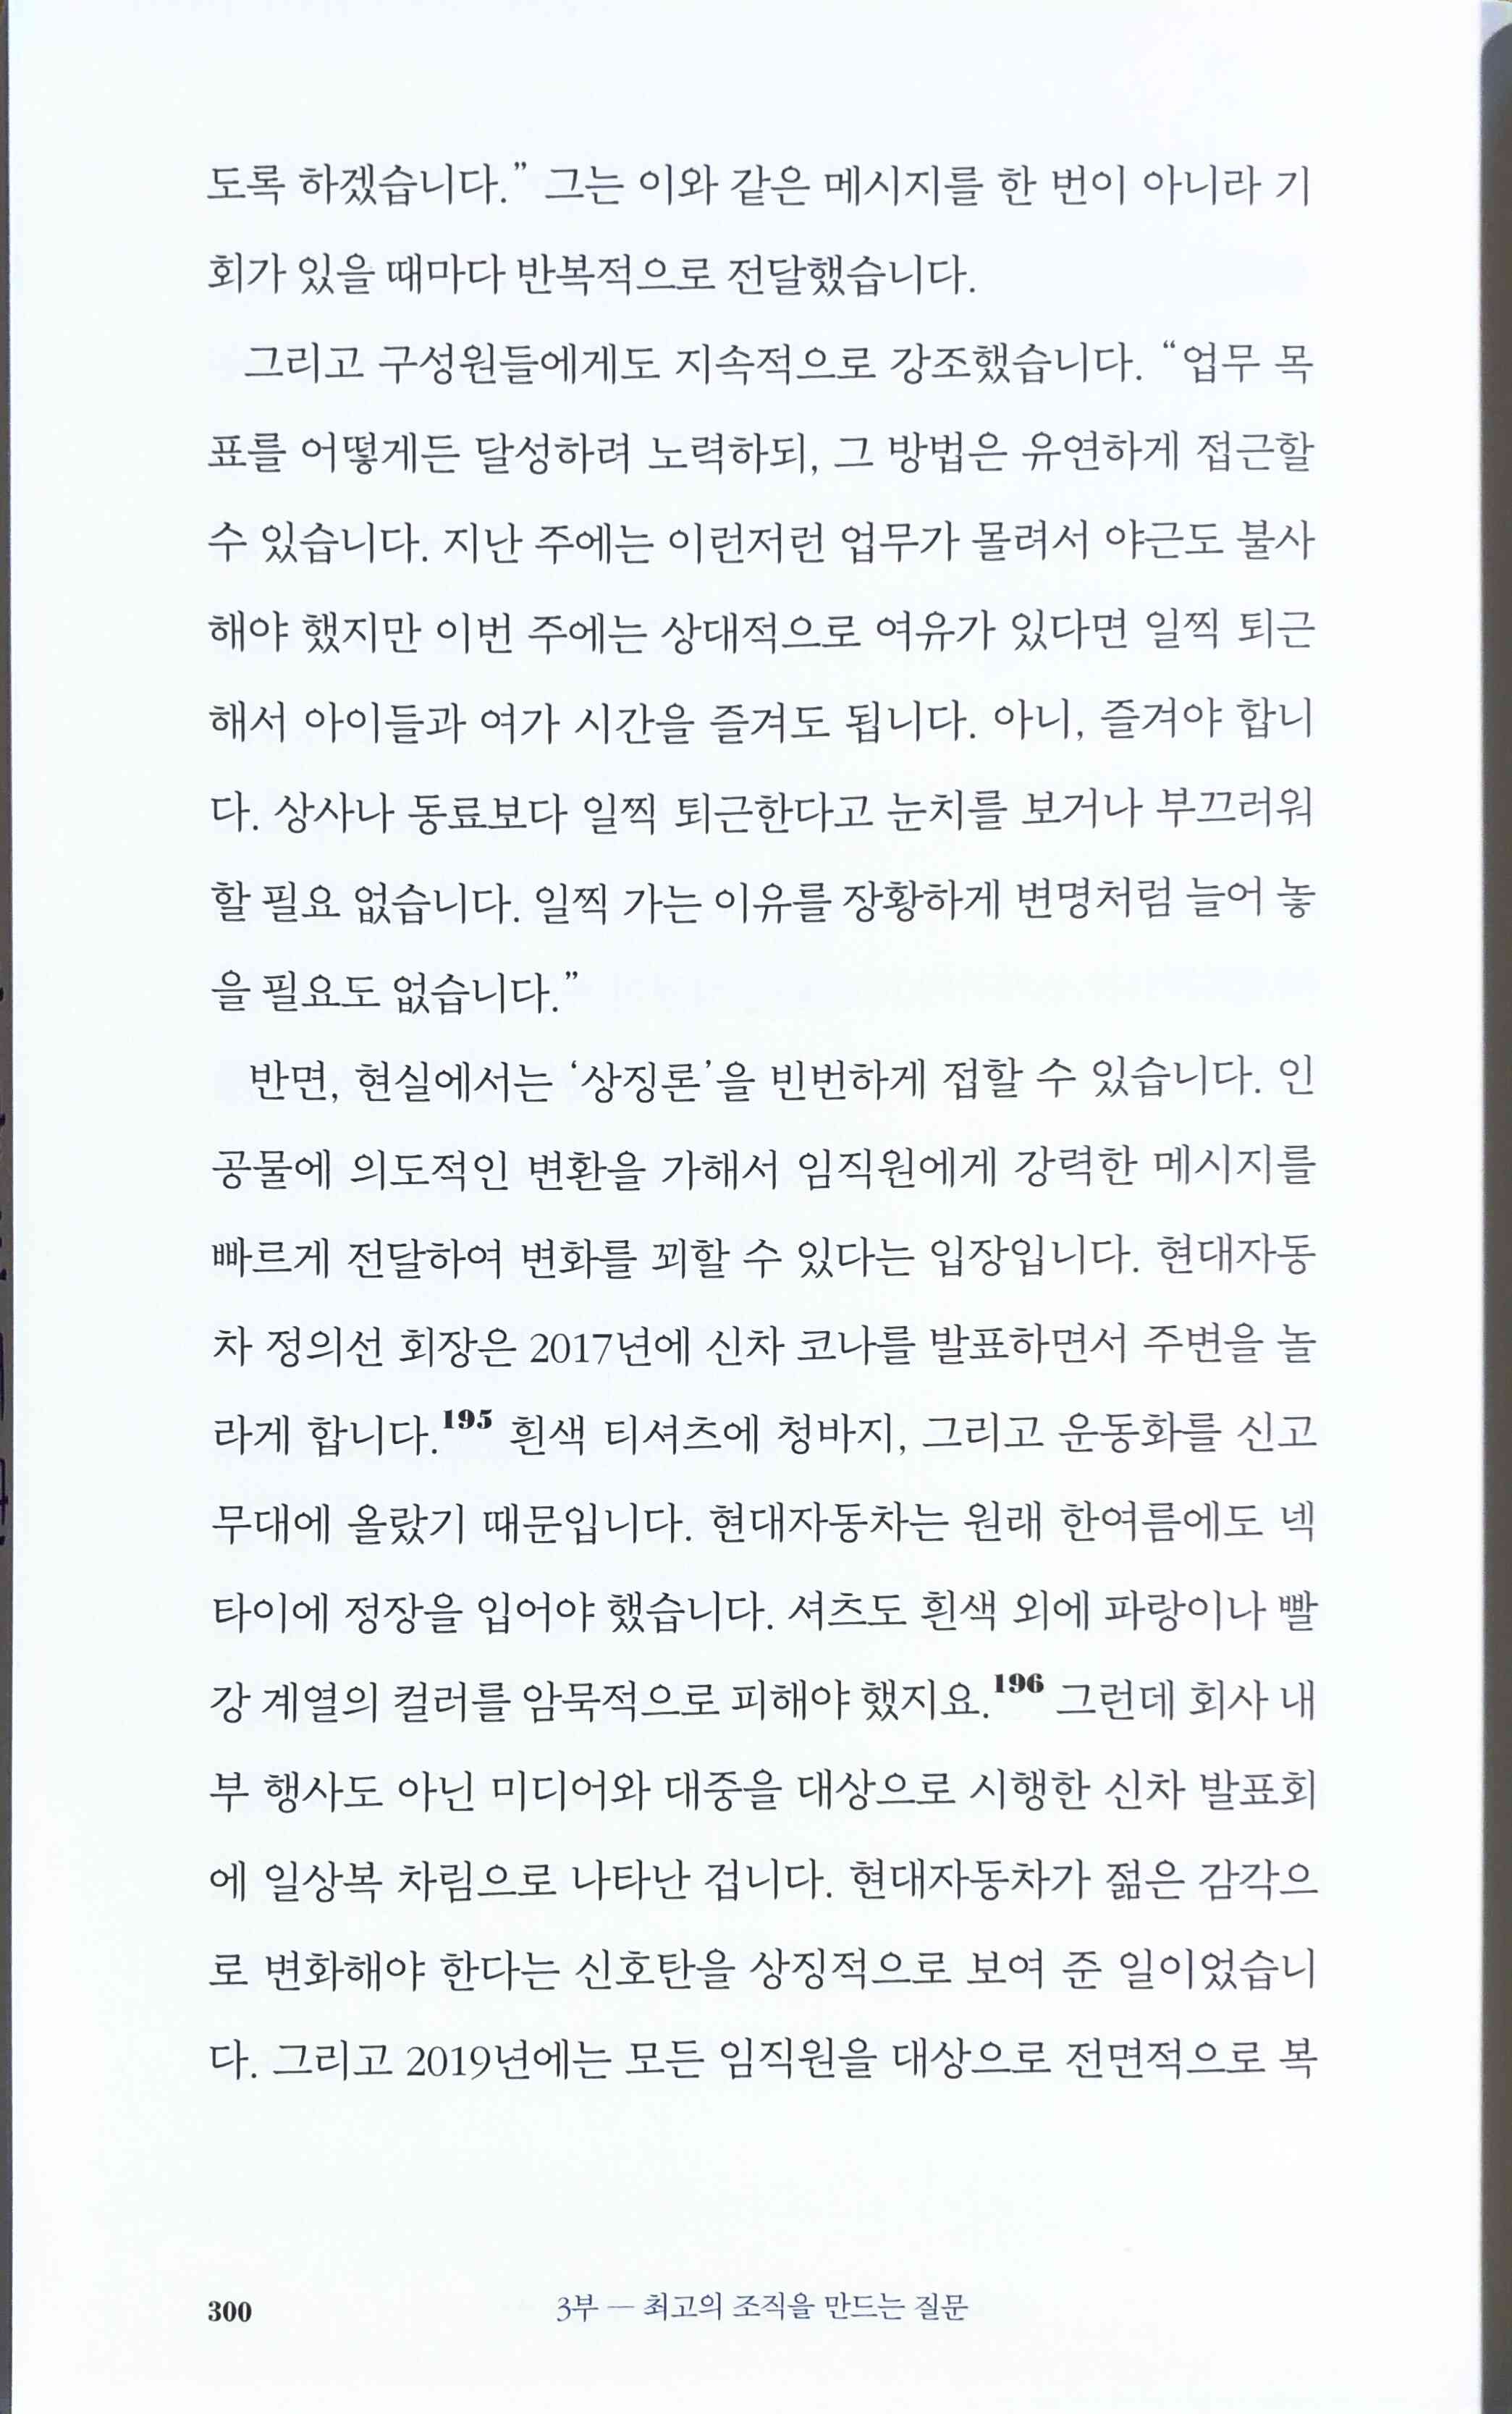 도록 하겠습니다.” 그는 이와 같은 메시지를 한 번이 아니라 기
회가 있을 때마다 반복적으로 전달했습니다.
그리고 구성원들에게도 지속적으로 강조했습니다. “업무 목
표를 어떻게든 달성하려 노력하되, 그 방법은 유연하게 접근할
수 있습니다. 지난 주에는 이런저런 업무가 몰려서 야근도 불사
해야 했지만 이번 주에는 상대적으로 여유가 있다면 일찍 퇴근
해서 아이들과 여가 시간을 즐겨도 됩니다. 아니, 즐겨야 합니
다. 상사나 동료보다 일찍 퇴근한다고 눈치를 보거나 부끄러워
할 필요 없습니다. 일찍 가는 이유를 장황하게 변명처럼 늘어 놓
을 필요도 없습니다.”
반면, 현실에서는 ‘상징론’을 빈번하게 접할 수 있습니다. 인
공물에 의도적인 변환을 가해서 임직원에게 강력한 메시지를
빠르게 전달하여 변화를 꾀할 수 있다는 입장입니다. 현대자동
차 정의선 회장은 2017년에 신차 코나를 발표하면서 주변을 놀
라게 합니다.195 흰색 티셔츠에 청바지, 그리고 운동화를 신고
무대에 올랐기 때문입니다. 현대자동차는 원래 한여름에도 넥
타이에 정장을 입어야 했습니다. 셔츠도 흰색 외에 파랑이나 빨
강 계열의 컬러를 암묵적으로 피해야 했지요.196 그런데 회사 내
부 행사도 아닌 미디어와 대중을 대상으로 시행한 신차 발표회
에 일상복 차림으로 나타난 겁니다. 현대자동차가 젊은 감각으
로 변화해야 한다는 신호탄을 상징적으로 보여 준 일이었습니
다. 그리고 2019년에는 모든 임직원을 대상으로 전면적으로 복
300 3부 — 최고의 조직을 만드는 질문